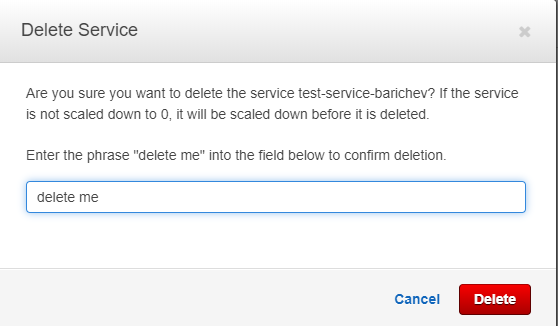 Delete Service
Are you sure you want to delete the service test-service-barichev? If the service
is not scaled down to 0, it will be scaled down before it is deleted.
Enter the phrase "delete me" into the field below to confirm deletion.
delete me
Cancel Delete